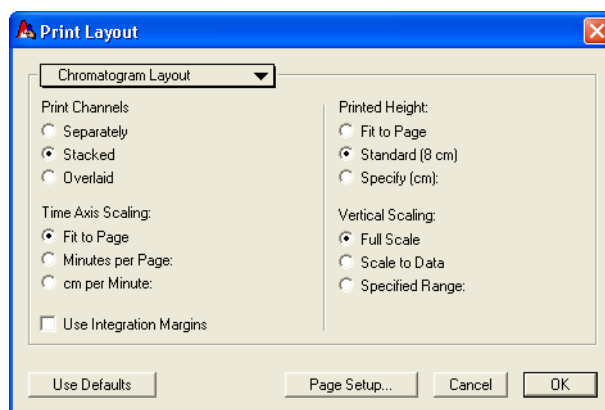 Print Layout
Chromatogram Layout
Print Channels
Separately
Stacked
Overlaid
Time Axis Scaling:
Fit to Page
Minutes per Page:
cm per Minute:
Use Integration Margins
Printed Height:
Fit to Page
Standard (8 cm)
Specify (cm):
Vertical Scaling:
Full Scale
Scale to Data
Specified Range:
Use Defaults
Page Setup...
Cancel
OK